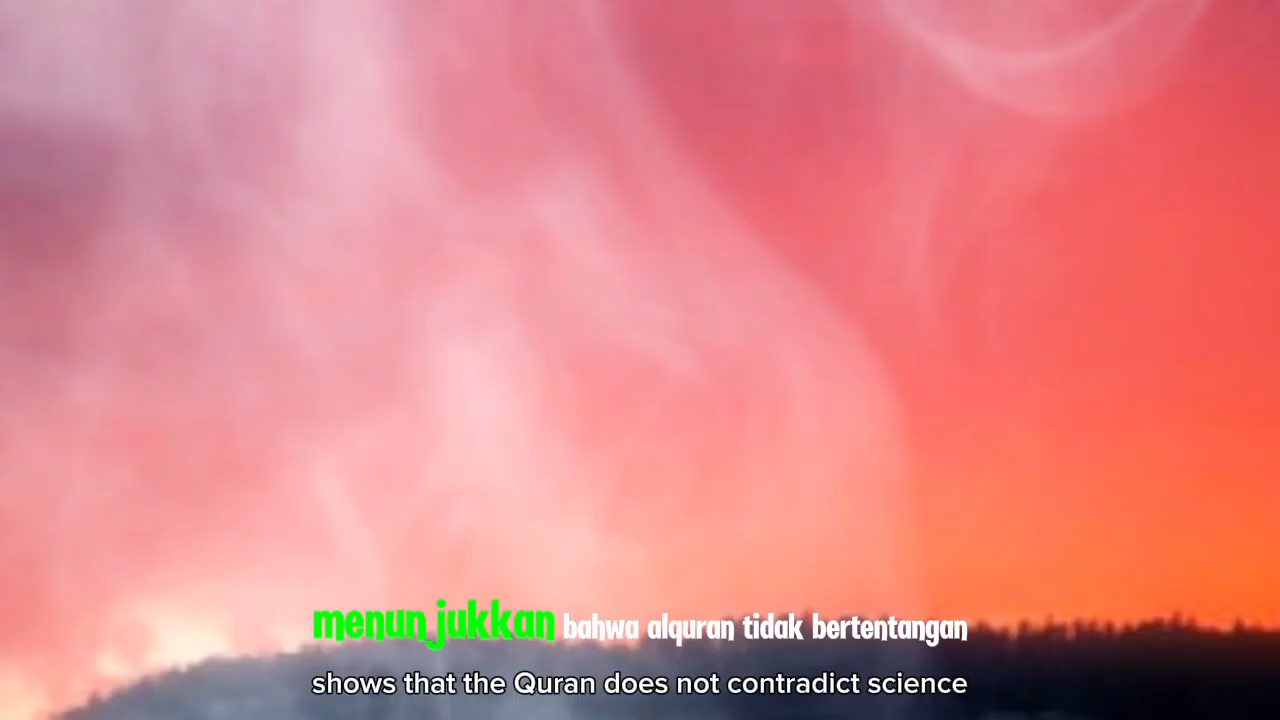 menunjukkan bahwa alquran tidak bertentangan
shows that the Quran does not contradict science